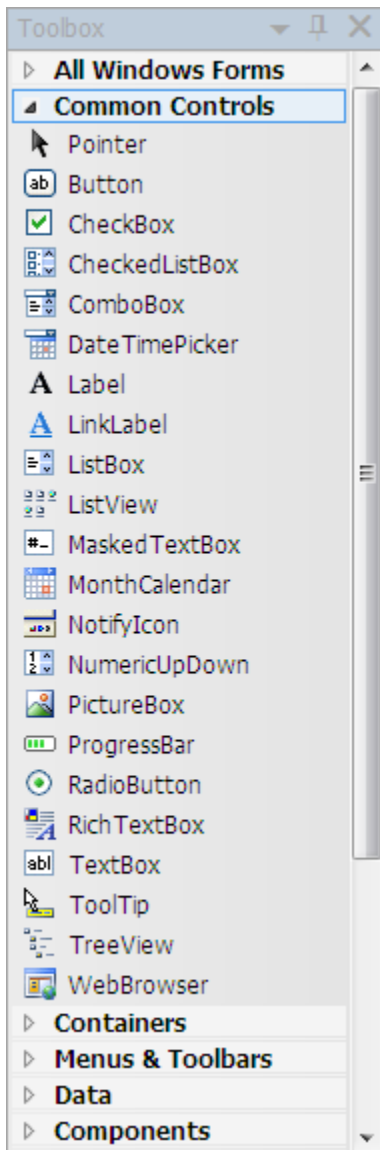 Toolbox
All Windows Forms
Common Controls
Pointer
Button
CheckBox
CheckedListBox
ComboBox
DateTimePicker
Label
LinkLabel
ListBox
ListView
MaskedTextBox
MonthCalendar
NotifyIcon
NumericUpDown
PictureBox
ProgressBar
RadioButton
RichTextBox
TextBox
ToolTip
TreeView
WebBrowser
Containers
Menus & Toolbars
Data
Components